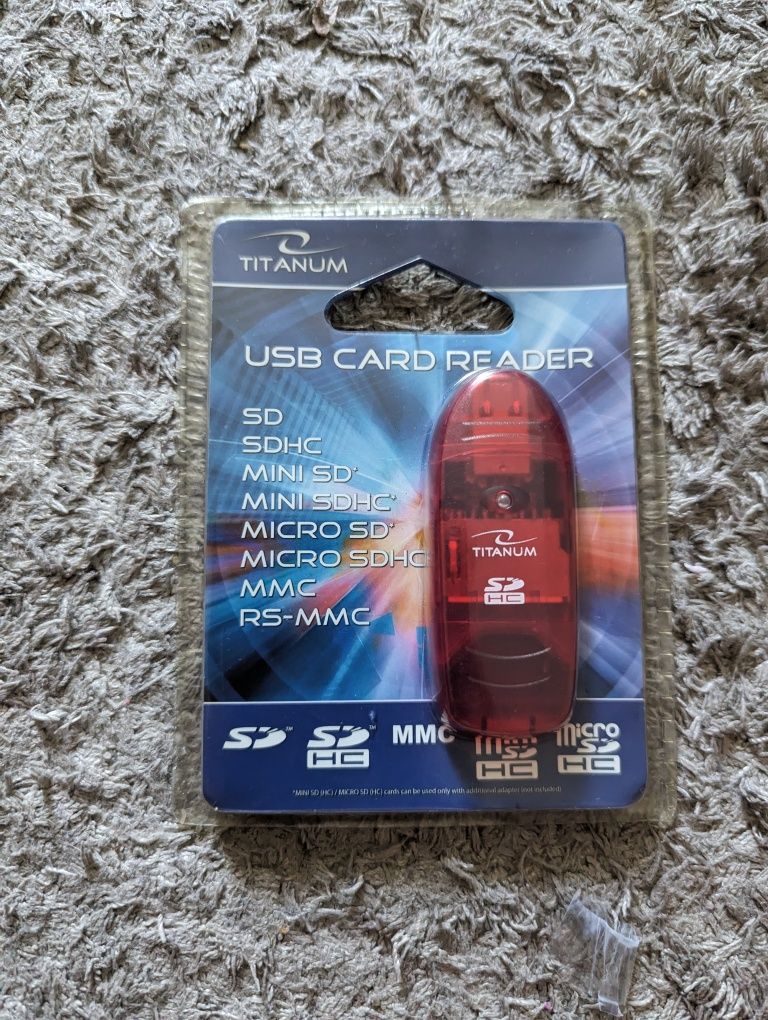 TITANUM
USB CARD READER
SD
SDHC
MINI SD*
MINI SDHC*
MICRO SD*
MICRO SDHC
MMC
RS-MMC
TITANUM
SD
HC
SD™
SD™
HC
MMC
mini
SD
HC
micro
SD
HC
*MINI SD (HC) / MICRO SD (HC) cards can be used only with additional adapter (not included)